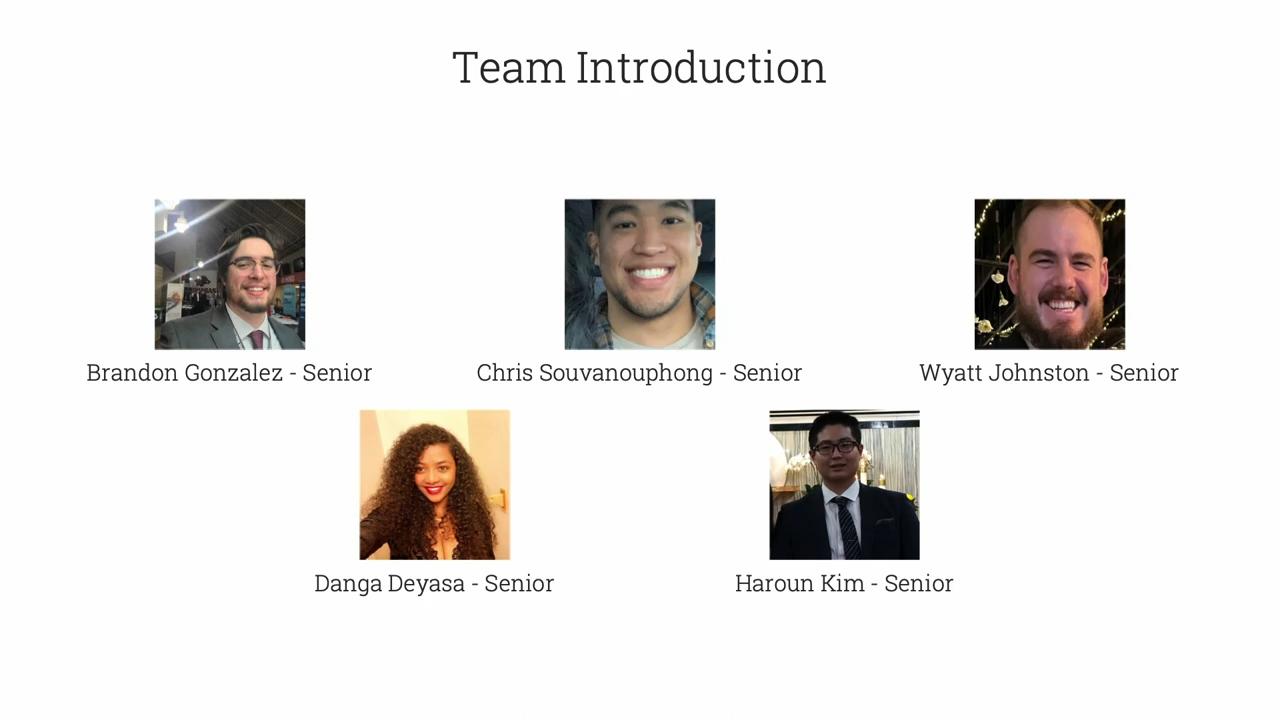 Team Introduction
Brandon Gonzalez - Senior
Chris Souvanouphong - Senior
Wyatt Johnston - Senior
Danga Deyasa - Senior
Haroun Kim - Senior